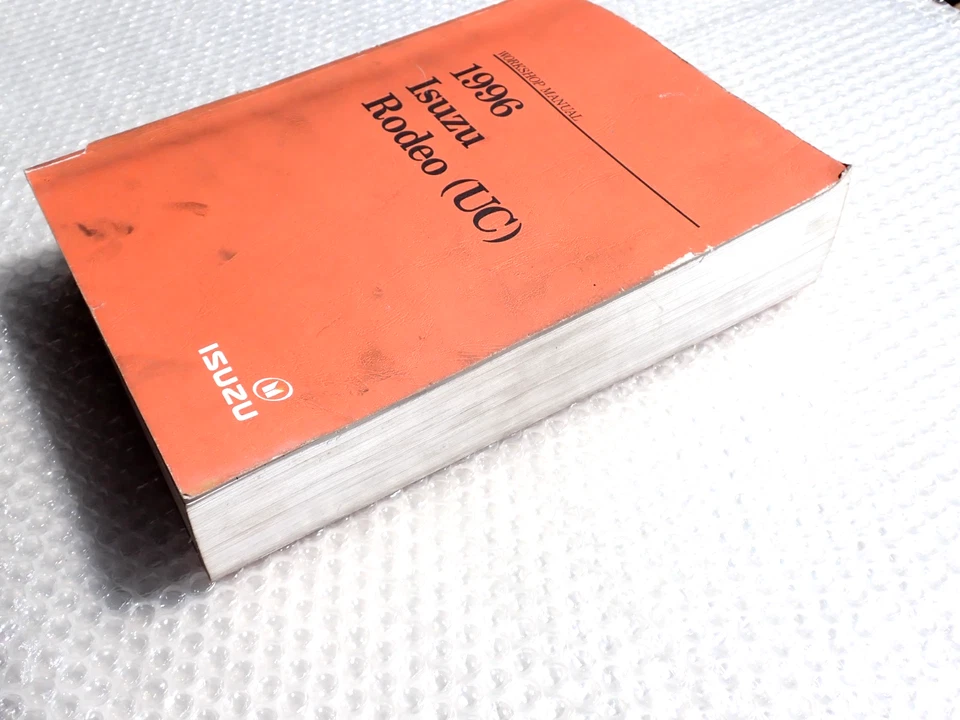 WORKSHOP MANUAL
1996
Isuzu
Rodeo (UC)
ISUZU